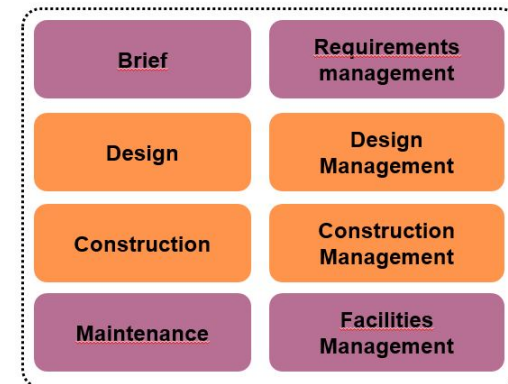 Brief
Requirements
management
Design
Design
Management
Construction
Construction
Management
Maintenance
Facilities
Management